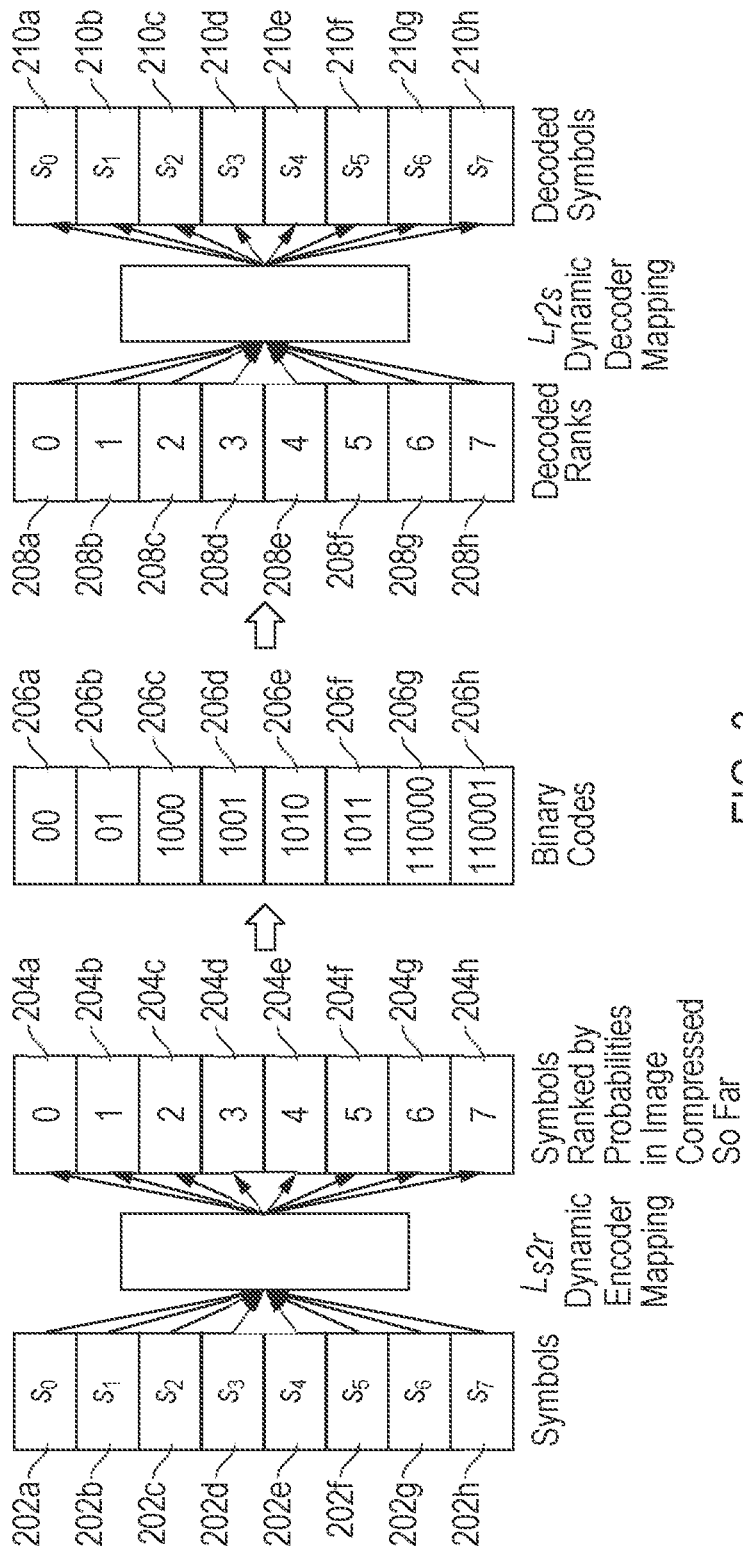 202a S0 0 204a 00 206a 208a 0 S0 210a
202b S1 1 204b 01 206b 208b 1 S1 210b
202c S2 2 204c 1000 206c 208c 2 S2 210c
202d S3 3 204d 1001 206d 208d 3 S3 210d
202e S4 4 204e 1010 206e 208e 4 S4 210e
202f S5 5 204f 1011 206f 208f 5 S5 210f
202g S6 6 204g 110000 206g 208g 6 S6 210g
202h S7 7 204h 110001 206h 208h 7 S7 210h
Symbols
Ls2r
Dynamic
Encoder
Mapping
Symbols
Ranked by
Probabilities
in Image
Compressed
So Far
Binary
Codes
Decoded
Ranks
Lr2s
Dynamic
Decoder
Mapping
Decoded
Symbols